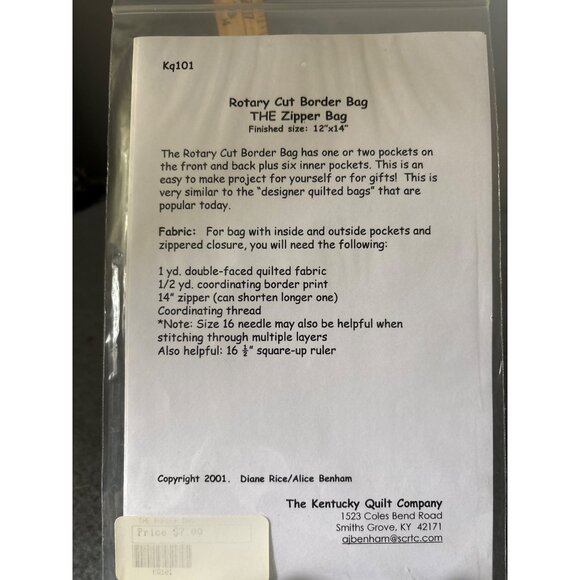 Kq101
Rotary Cut Border Bag
THE Zipper Bag
Finished size: 12"x14"
The Rotary Cut Border Bag has one or two pockets on
the front and back plus six inner pockets. This is an
easy to make project for yourself or for gifts! This is
very similar to the "designer quilted bags" that are
popular today.
Fabric: For bag with inside and outside pockets and
zippered closure, you will need the following:
1 yd. double-faced quilted fabric
1/2 yd. coordinating border print
14" zipper (can shorten longer one)
Coordinating thread
*Note: Size 16 needle may also be helpful when
stitching through multiple layers
Also helpful: 16 ½" square-up ruler
Copyright 2001. Diane Rice/Alice Benham
The Kentucky Quilt Company
1523 Coles Bend Road
Smiths Grove, KY 42171
ajbenham@scrtc.com
Price $7.99
KQ101